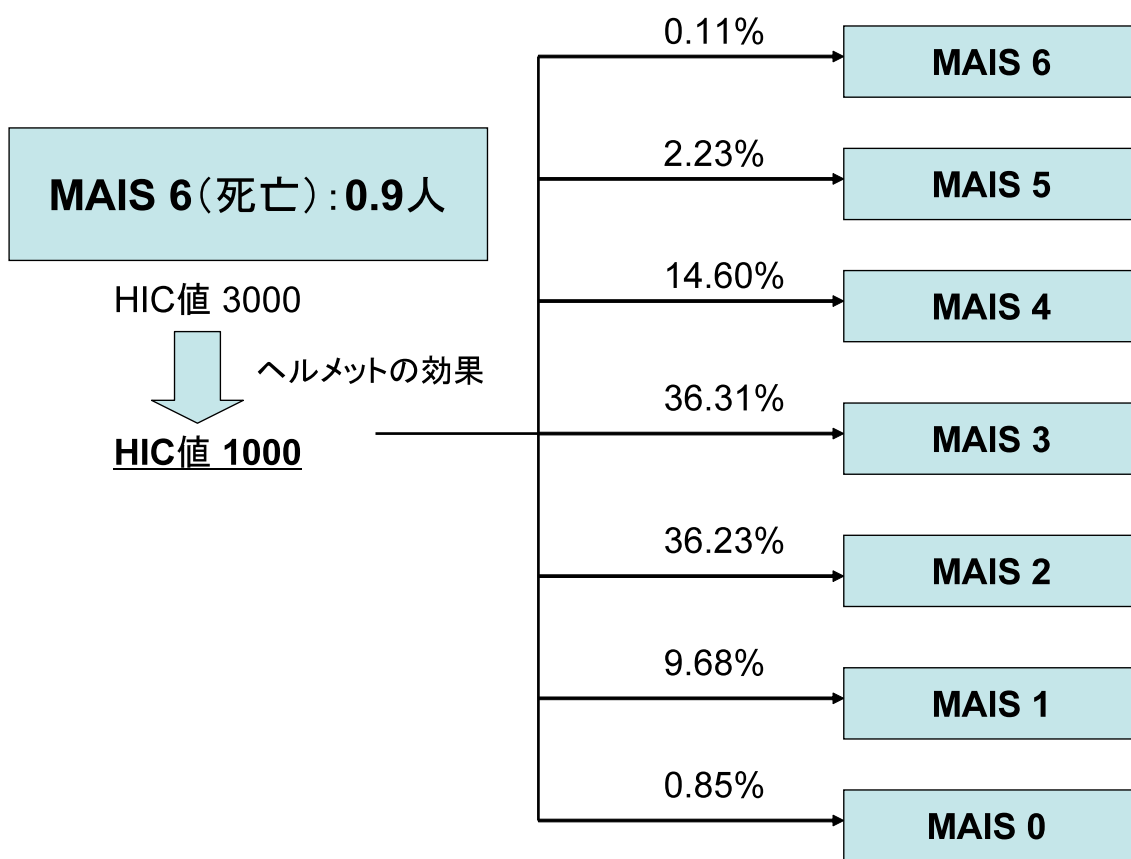 MAIS 6（死亡）：0.9人
HIC値 3000
ヘルメットの効果
HIC値 1000
0.11%
MAIS 6
2.23%
MAIS 5
14.60%
MAIS 4
36.31%
MAIS 3
36.23%
MAIS 2
9.68%
MAIS 1
0.85%
MAIS 0